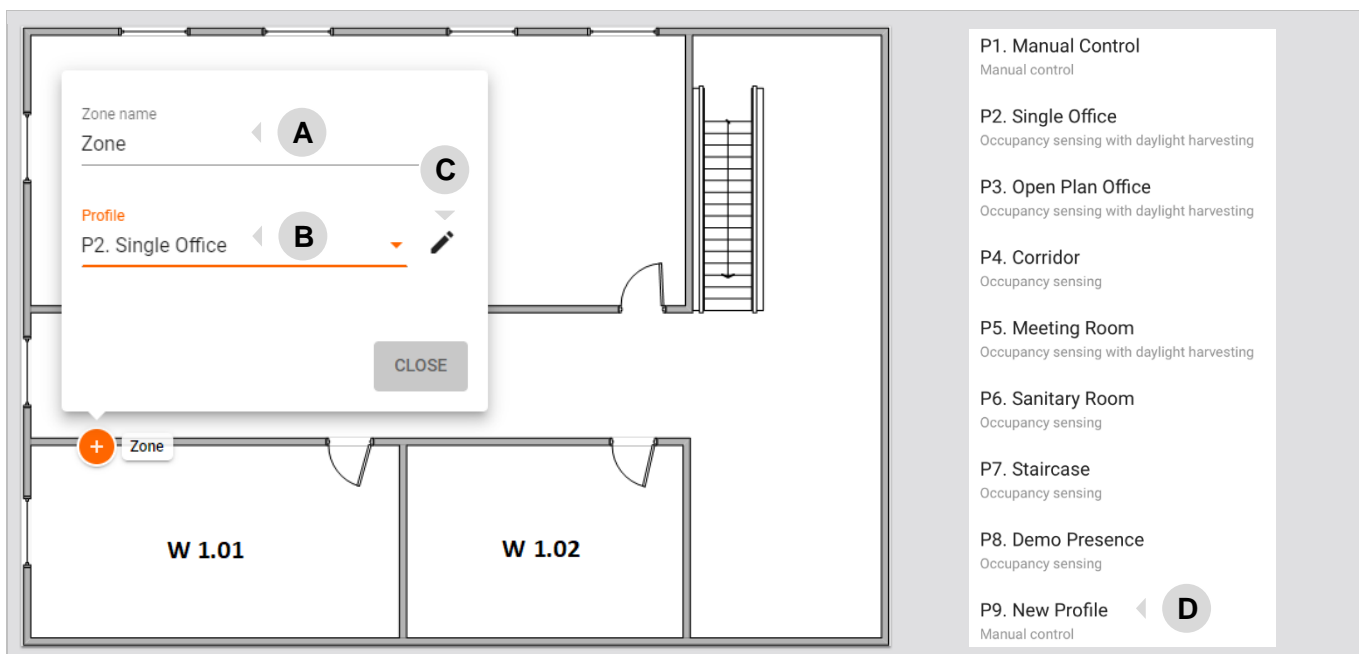 Zone name
A
Zone
C
Profile
P2. Single Office
B
CLOSE
+
Zone
W 1.01
W 1.02
P1. Manual Control
Manual control
P2. Single Office
Occupancy sensing with daylight harvesting
P3. Open Plan Office
Occupancy sensing with daylight harvesting
P4. Corridor
Occupancy sensing
P5. Meeting Room
Occupancy sensing with daylight harvesting
P6. Sanitary Room
Occupancy sensing
P7. Staircase
Occupancy sensing
P8. Demo Presence
Occupancy sensing
P9. New Profile
D
Manual control